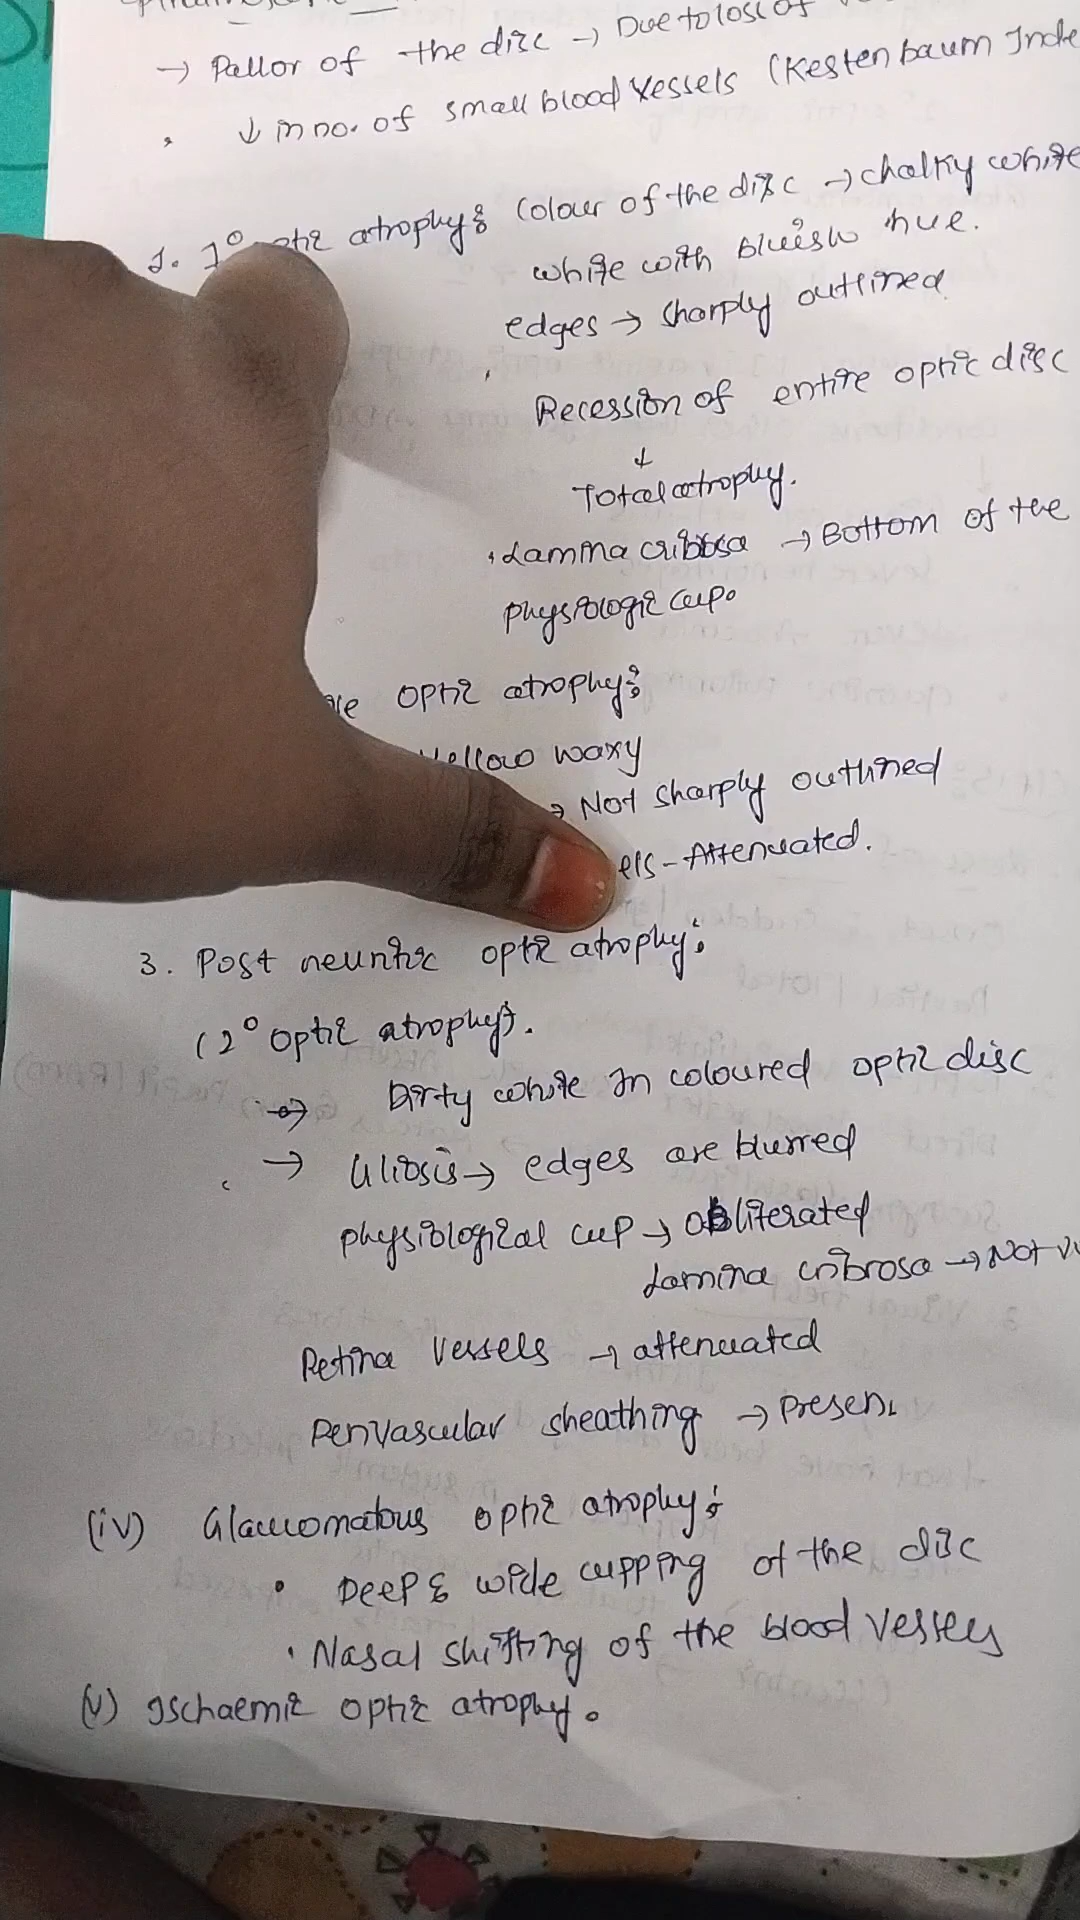 → Pallor of the disc → Due to loss of
↓ in no. of small blood vessels (Kestenbaum Inde
1. 1° optic atrophy: Colour of the disc → chalky white
white with blueish hue.
edges → sharply outlined
Recession of entire optic disc
↓
Total atrophy.
Lamina cribosa → Bottom of the
physiologic cup.
optic atrophy:
yellow waxy
→ Not sharply outlined
els - Attenuated.
3. Post neuritic optic atrophy:
(2° optic atrophy).
→ Dirty white in coloured optic disc
→ Gliosis → edges are blurred
physiological cup → obliterated
Lamina cribrosa → Not
Retina vessels → attenuated
Perivascular sheathing → Present
(iv) Glaucomatous optic atrophy:
• Deep & wide cupping of the disc
• Nasal shifting of the blood vessels
(v) Ischaemic optic atrophy.